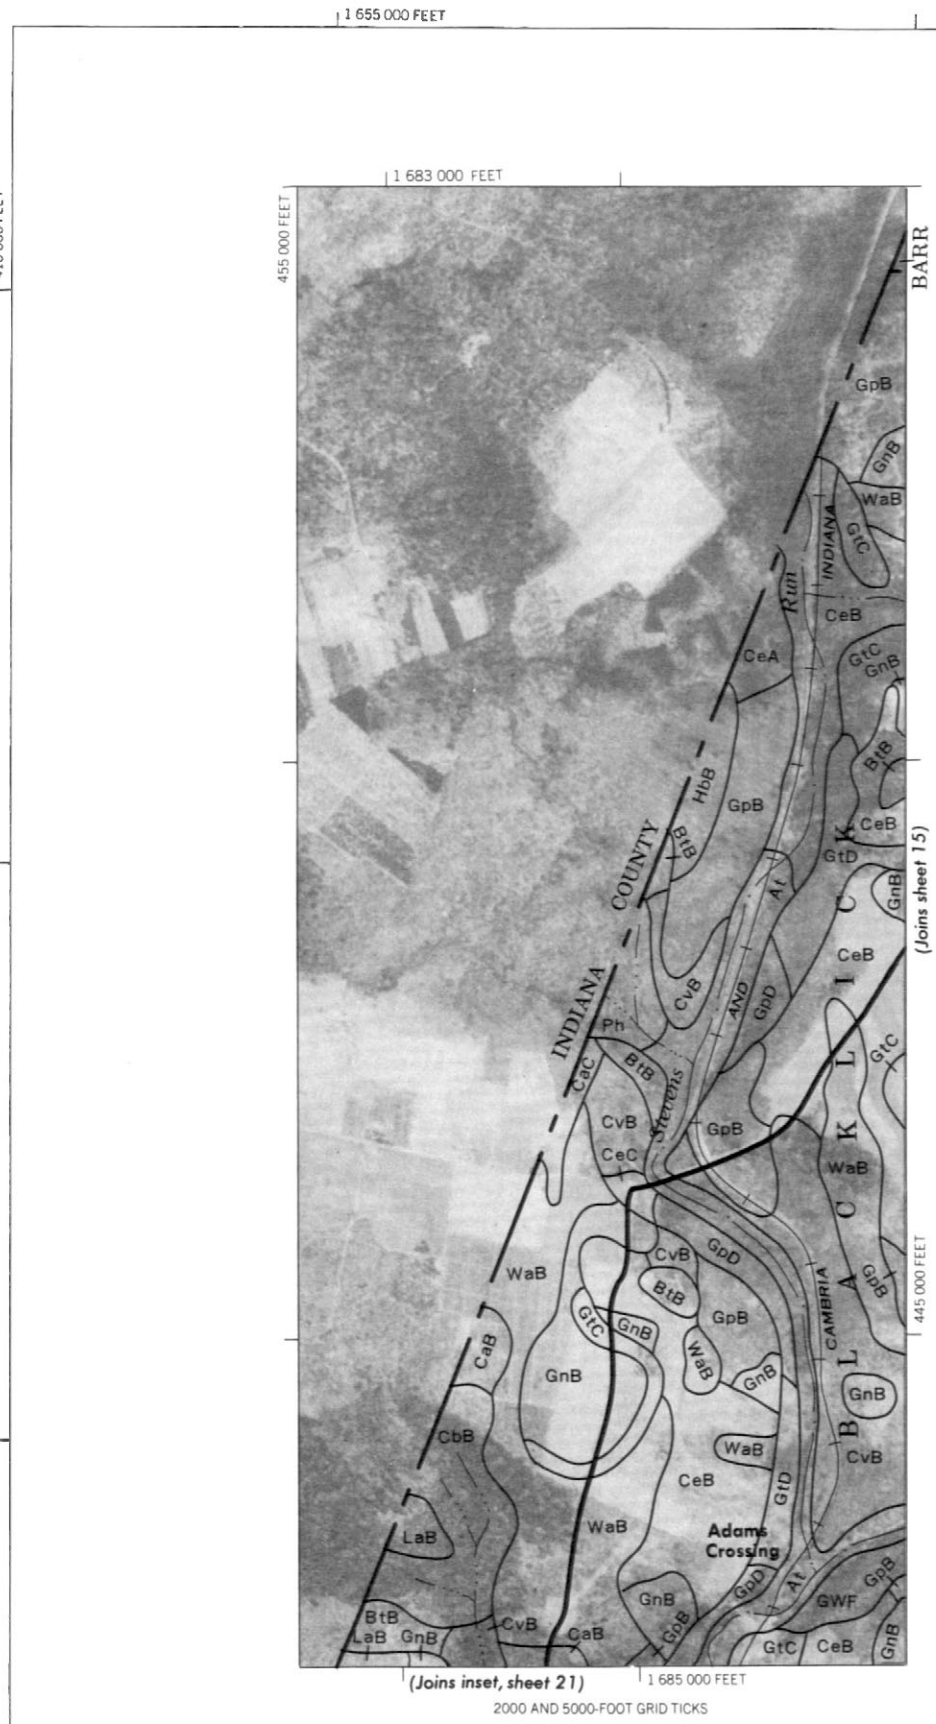 1 655 000 FEET
1 683 000 FEET
455 000 FEET
BARR
GpB
GnB
WaB
GtC
INDIANA
Run
CeB
CeA
GtC
GnB
BtB
HbB
GpB
CeB
BtB
COUNTY
GtD
At
GnB
(Joins sheet 15)
CeB
INDIANA
CvB
AND
GpD
Ph
GtC
CaC
BtB
Stevens
CvB
GpB
CeC
WaB
BLACKLICK
CvB
GpD
WaB
BtB
GpB
445 000 FEET
CAMBRIA
GtC
GnB
GpB
CaB
WaB
GnB
GnB
GnB
CbB
WaB
CvB
CeB
GtD
LaB
WaB
Adams
Crossing
GpD
At
GpB
GnB
GWF
BtB
CvB
GpB
LaB
GnB
CaB
GtC
CeB
GnB
(Joins inset, sheet 21)
1 685 000 FEET
2000 AND 5000-FOOT GRID TICKS